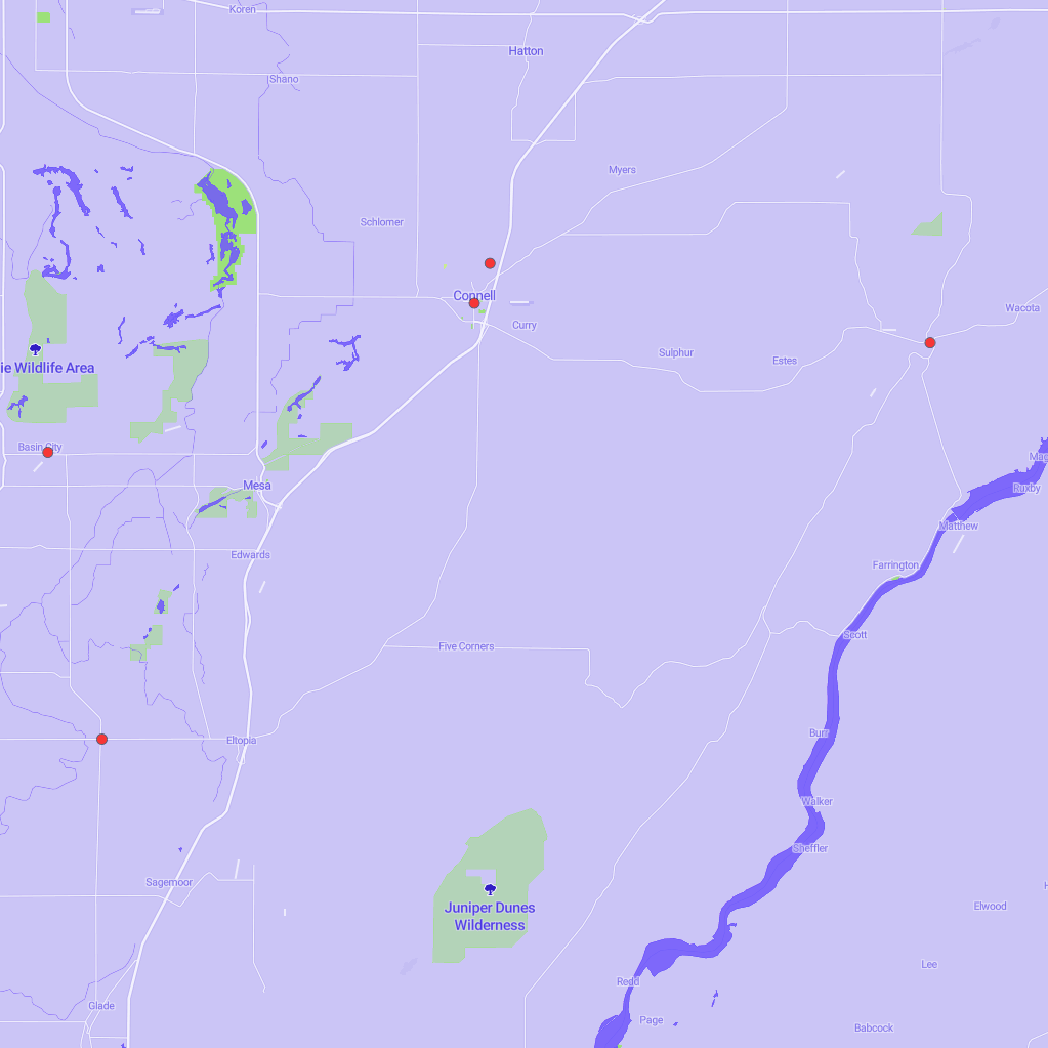 Koren
Hatton
Shano
Myers
Schlomer
Connell
Wacota
Curry
Sulphur
Estes
ie Wildlife Area
Basin City
Mesa
Ruxby
Matthew
Edwards
Farrington
Scott
Five Corners
Burr
Eltopia
Walker
Sheffler
Sagemoor
Juniper Dunes
Wilderness
Elwood
Lee
Redd
Glade
Page
Babcock